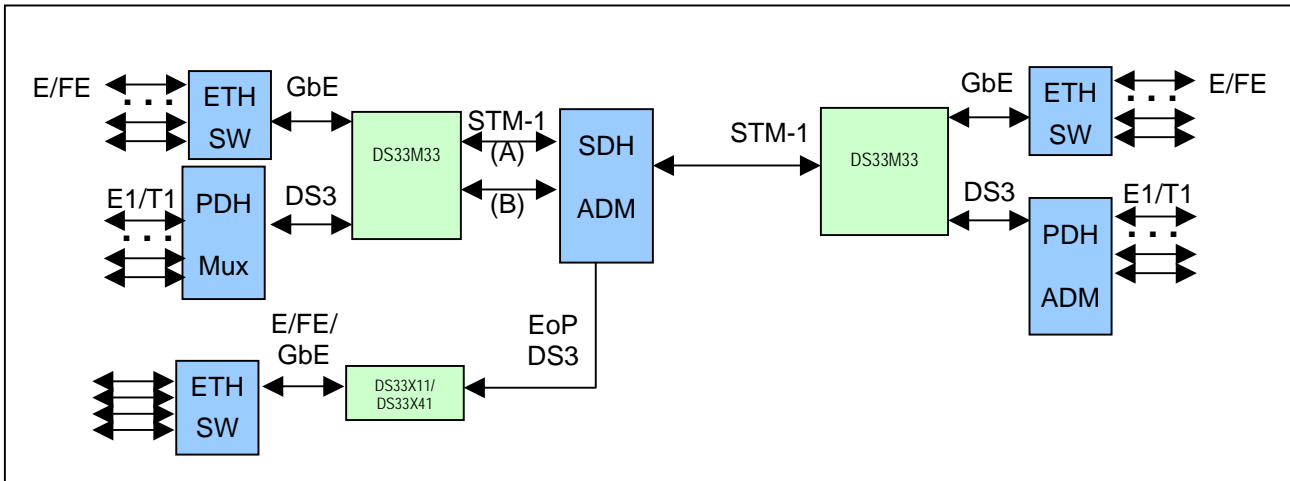 E/FE
ETH
SW
GbE
DS33M33
STM-1
(A)
(B)
SDH
ADM
STM-1
DS33M33
GbE
ETH
SW
E/FE
E1/T1
PDH
Mux
DS3
DS3
PDH
ADM
E1/T1
ETH
SW
E/FE/
GbE
DS33X11/
DS33X41
EoP
DS3